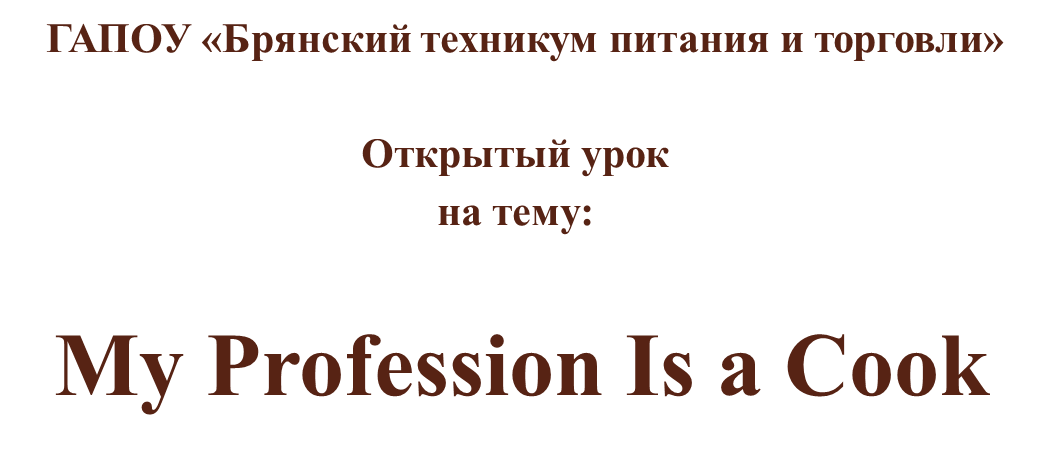 ГАПОУ «Брянский техникум питания и торговли»
Открытый урок
на тему:
My Profession Is a Cook